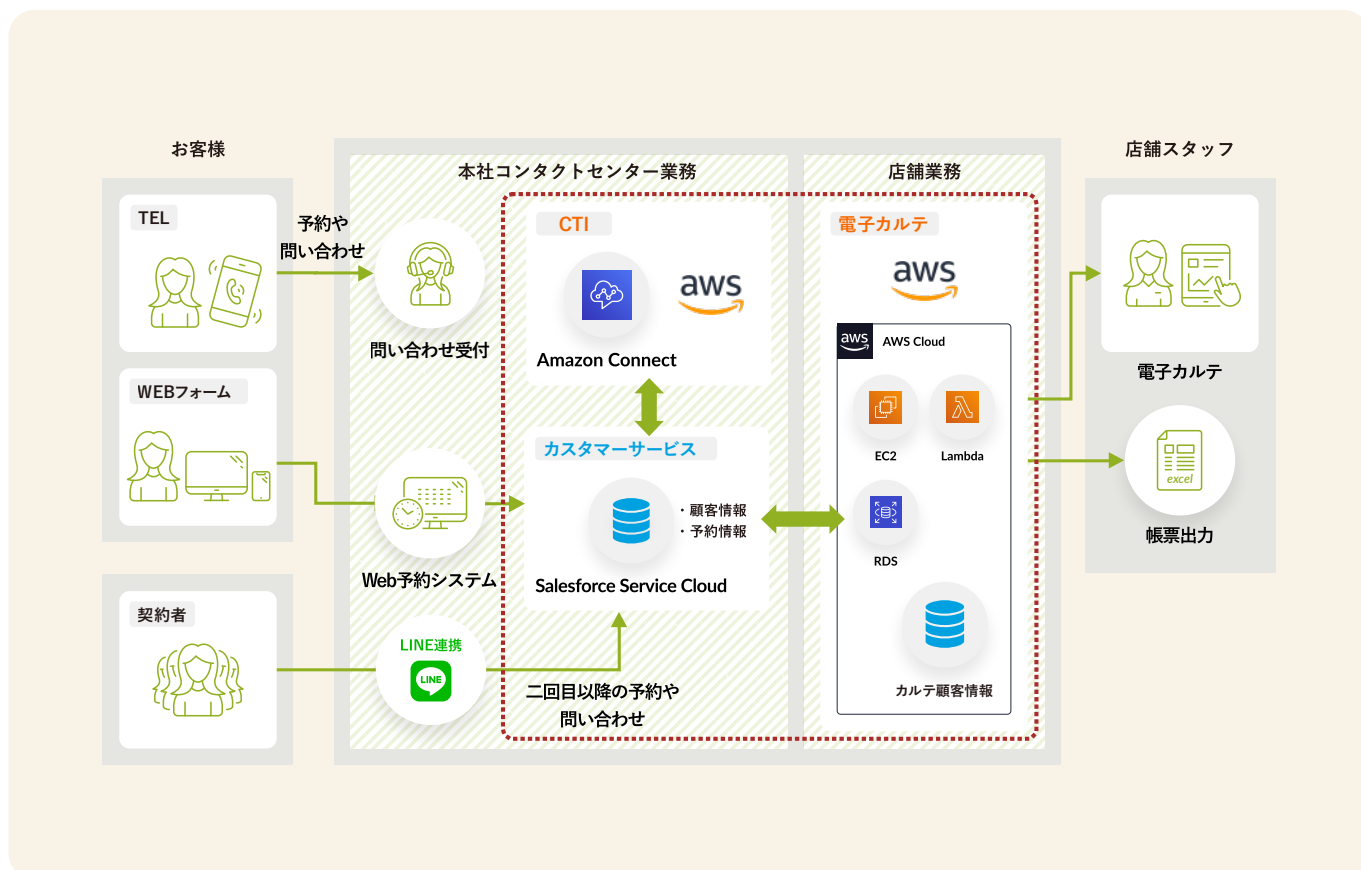 お客様
TEL
予約や
問い合わせ
WEBフォーム
契約者
本社コンタクトセンター業務
問い合わせ受付
Web予約システム
LINE連携
LINE
CTI
aws
Amazon Connect
カスタマーサービス
・顧客情報
・予約情報
Salesforce Service Cloud
二回目以降の予約や
問い合わせ
店舗業務
電子カルテ
aws
aws
AWS Cloud
EC2
Lambda
RDS
カルテ顧客情報
店舗スタッフ
電子カルテ
excel
帳票出力